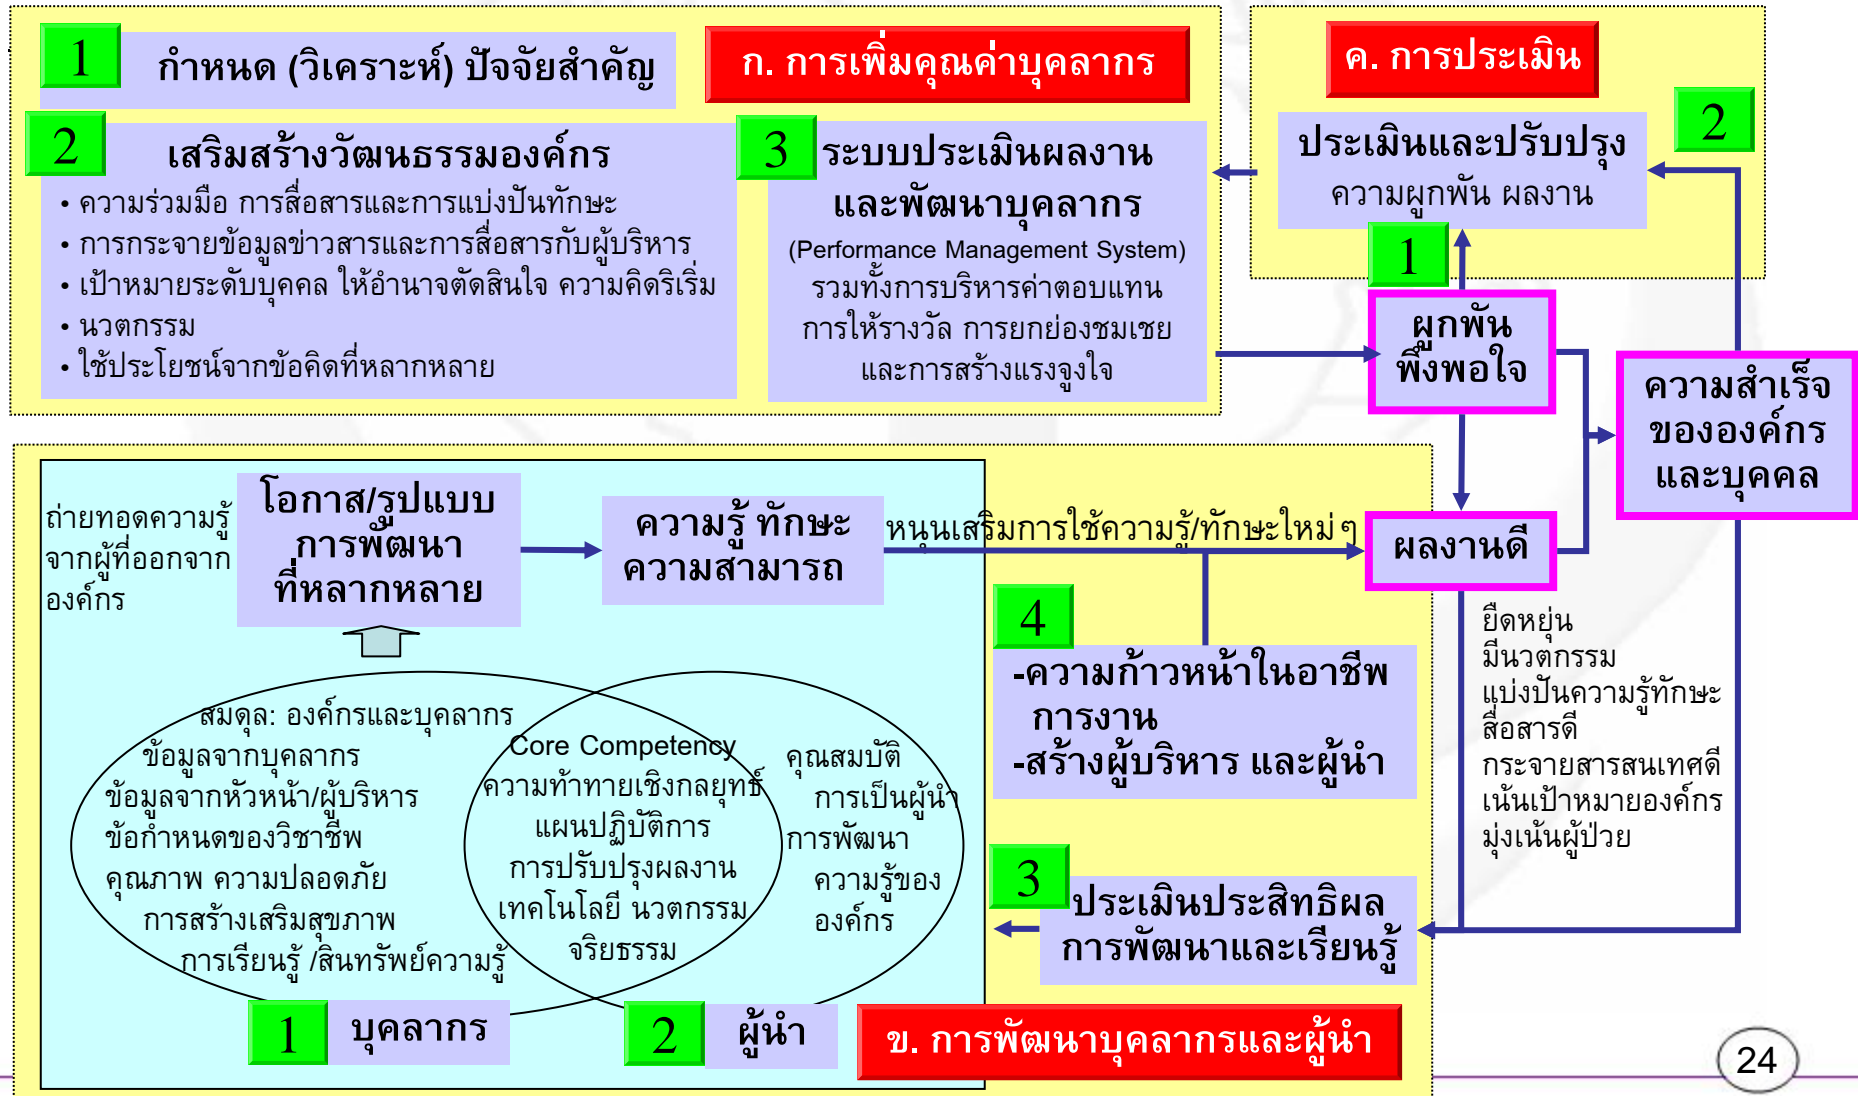 1
กำหนด (วิเคราะห์) ปัจจัยสำคัญ
ก. การเพิ่มคุณค่าบุคลากร
2
เสริมสร้างวัฒนธรรมองค์กร
• ความร่วมมือ การสื่อสารและการแบ่งปันทักษะ
• การกระจายข้อมูลข่าวสารและการสื่อสารกับผู้บริหาร
• เป้าหมายระดับบุคคล ให้อำนาจตัดสินใจ ความคิดริเริ่ม
• นวตกรรม
• ใช้ประโยชน์จากข้อคิดที่หลากหลาย
3
ระบบประเมินผลงาน
และพัฒนาบุคลากร
(Performance Management System)
รวมทั้งการบริหารค่าตอบแทน
การให้รางวัล การยกย่องชมเชย
และการสร้างแรงจูงใจ
ค. การประเมิน
2
ประเมินและปรับปรุง
ความผูกพัน ผลงาน
1
ผูกพัน
พึงพอใจ
ความสำเร็จ
ขององค์กร
และบุคคล
ถ่ายทอดความรู้
จากผู้ที่ออกจาก
องค์กร
โอกาส/รูปแบบ
การพัฒนา
ที่หลากหลาย
ความรู้ ทักษะ
ความสามารถ
หนุนเสริมการใช้ความรู้/ทักษะใหม่ๆ
ผลงานดี
ยืดหยุ่น
มีนวตกรรม
แบ่งปันความรู้ทักษะ
สื่อสารดี
กระจายสารสนเทศดี
เน้นเป้าหมายองค์กร
มุ่งเน้นผู้ป่วย
4
-ความก้าวหน้าในอาชีพ
การงาน
-สร้างผู้บริหาร และผู้นำ
สมดุล: องค์กรและบุคลากร
ข้อมูลจากบุคลากร
ข้อมูลจากหัวหน้า/ผู้บริหาร
ข้อกำหนดของวิชาชีพ
คุณภาพ ความปลอดภัย
การสร้างเสริมสุขภาพ
การเรียนรู้ /สินทรัพย์ความรู้
Core Competency
ความท้าทายเชิงกลยุทธ์
แผนปฏิบัติการ
การปรับปรุงผลงาน
เทคโนโลยี นวตกรรม
จริยธรรม
คุณสมบัติ
การเป็นผู้นำ
การพัฒนา
ความรู้ของ
องค์กร
3
ประเมินประสิทธิผล
การพัฒนาและเรียนรู้
1
บุคลากร
2
ผู้นำ
ข. การพัฒนาบุคลากรและผู้นำ
24